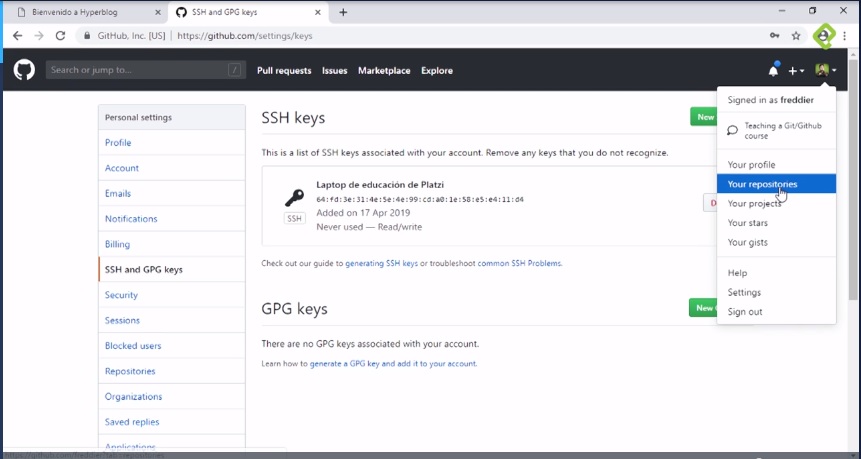 Bienvenido a Hyperblog
SSH and GPG keys
GitHub, Inc. [US] | https://github.com/settings/keys
Search or jump to...
/
Pull requests Issues Marketplace Explore
Signed in as freddier
Teaching a Git/Github
course
Your profile
Your repositories
Your projects
Your stars
Your gists
Help
Settings
Sign out
Personal settings
Profile
Account
Emails
Notifications
Billing
SSH and GPG keys
Security
Sessions
Blocked users
Repositories
Organizations
Saved replies
Applications
SSH keys
New
This is a list of SSH keys associated with your account. Remove any keys that you do not recognize.
Laptop de educación de Platzi
64:fd:3e:31:4e:5e:4e:99:cd:a0:1e:58:e5:e4:11:d4
SSH
Added on 17 Apr 2019
Never used — Read/write
D
Check out our guide to generating SSH keys or troubleshoot common SSH Problems.
GPG keys
New
There are no GPG keys associated with your account.
Learn how to generate a GPG key and add it to your account.